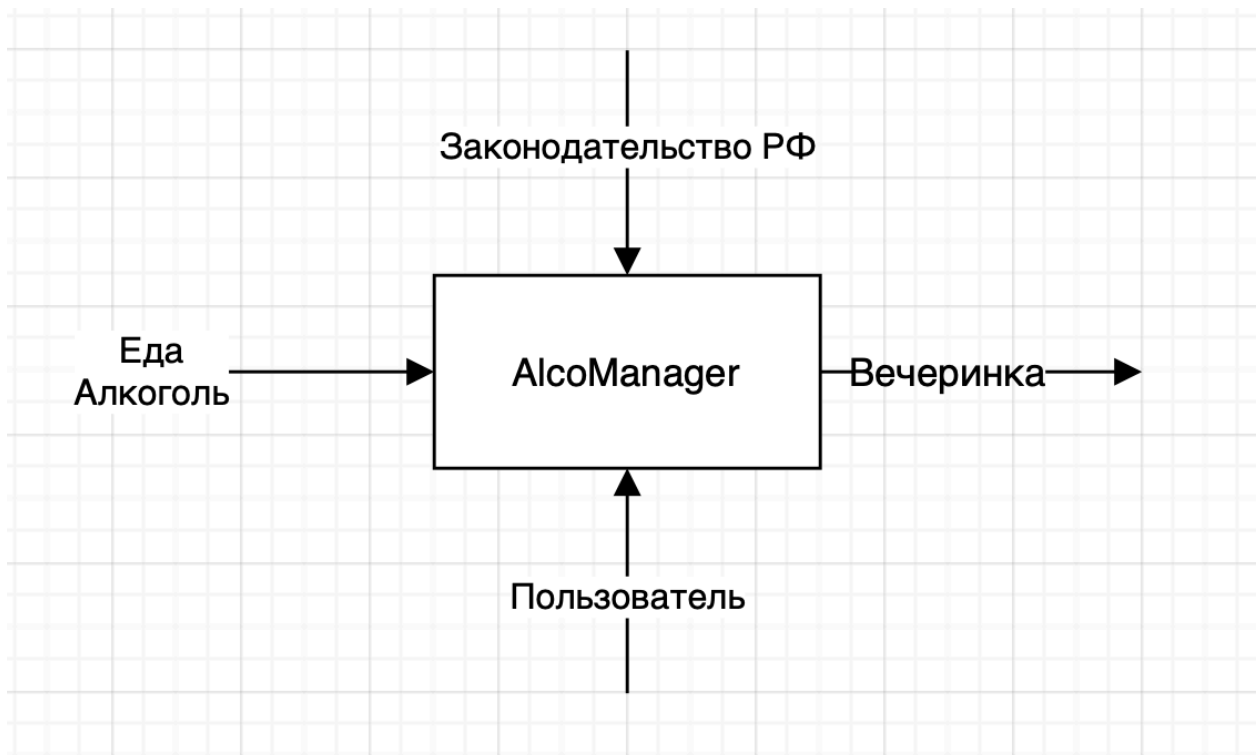 Законодательство РФ
Еда
Алкоголь
AlcoManager
Вечеринка
Пользователь